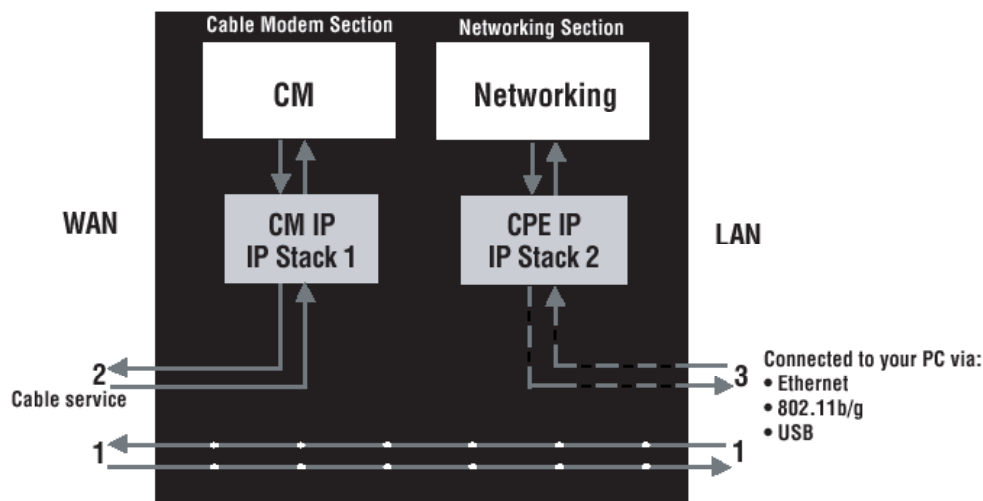 Cable Modem Section
Networking Section
CM
Networking
WAN
CM IP
IP Stack 1
CPE IP
IP Stack 2
LAN
2
Cable service
3
Connected to your PC via:
• Ethernet
• 802.11b/g
• USB
1
1